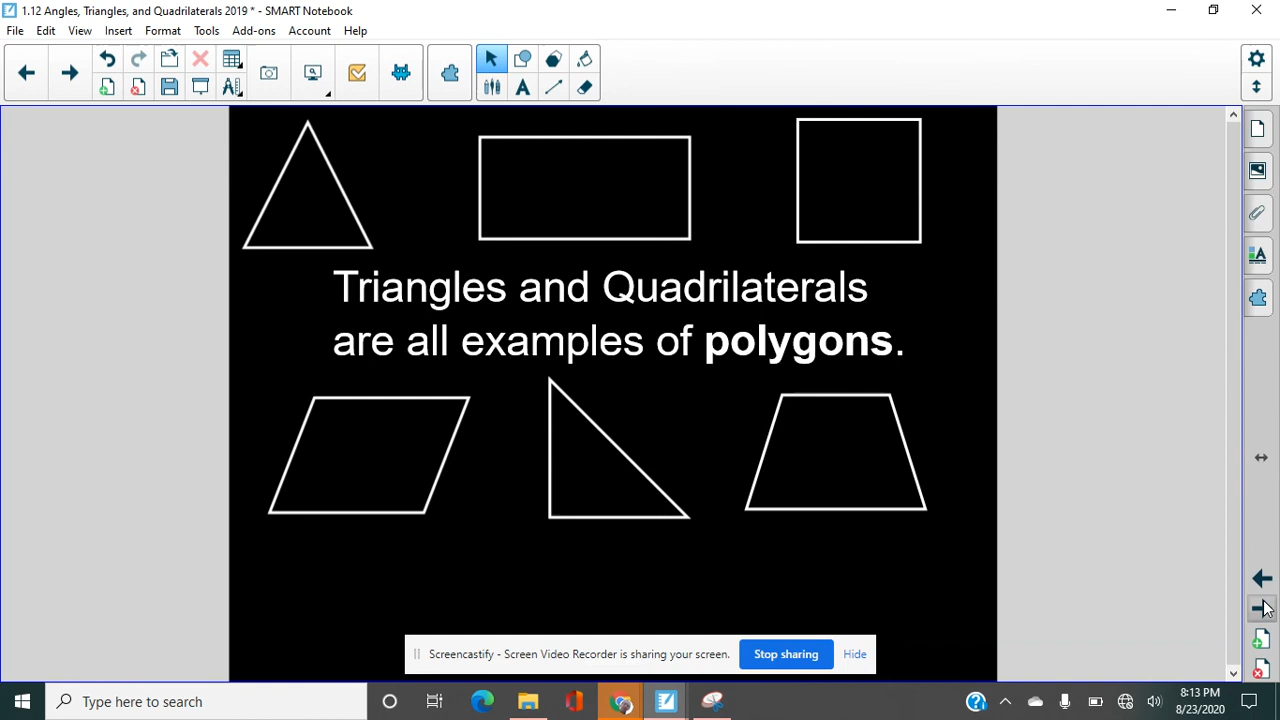 1.12 Angles, Triangles, and Quadrilaterals 2019 * - SMART Notebook
File Edit View Insert Format Tools Add-ons Account Help
Triangles and Quadrilaterals
are all examples of polygons.
Screencastify - Screen Video Recorder is sharing your screen. Stop sharing Hide
Type here to search
8:13 PM
8/23/2020